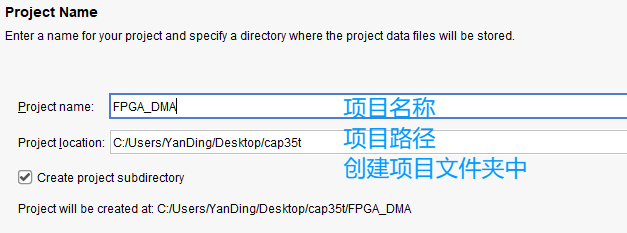 Project Name
Enter a name for your project and specify a directory where the project data files will be stored.
Project name: FPGA_DMA 项目名称
Project location: C:/Users/YanDing/Desktop/cap35t 项目路径
Create project subdirectory 创建项目文件夹中
Project will be created at: C:/Users/YanDing/Desktop/cap35t/FPGA_DMA